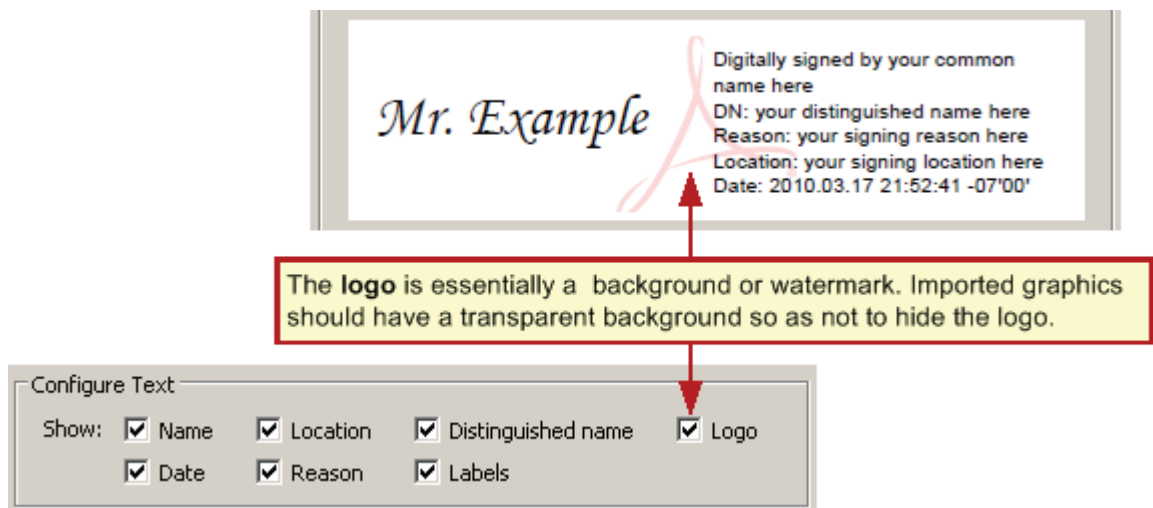 Mr. Example
Digitally signed by your common
name here
DN: your distinguished name here
Reason: your signing reason here
Location: your signing location here
Date: 2010.03.17 21:52:41 -07'00'
The logo is essentially a background or watermark. Imported graphics
should have a transparent background so as not to hide the logo.
Configure Text
Show: Name Location Distinguished name Logo
Date Reason Labels